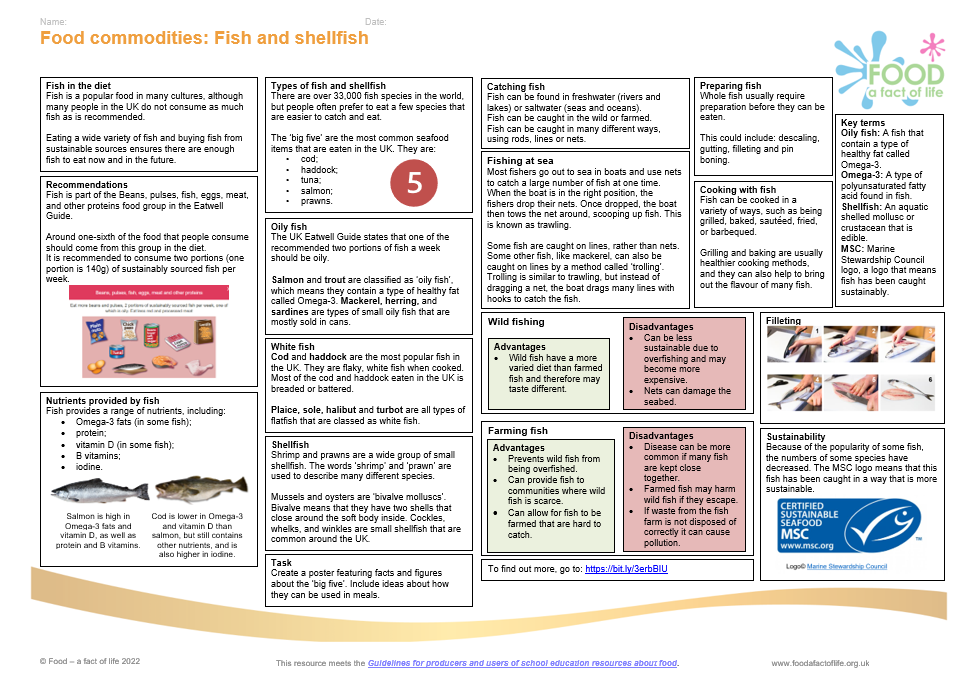 Name:
Date:
Food commodities: Fish and shellfish
FOOD
a fact of life
Fish in the diet
Fish is a popular food in many cultures, although
many people in the UK do not consume as much
fish as is recommended.
Eating a wide variety of fish and buying fish from
sustainable sources ensures there are enough
fish to eat now and in the future.
Recommendations
Fish is part of the Beans, pulses, fish, eggs, meat,
and other proteins food group in the Eatwell
Guide.
Around one-sixth of the food that people consume
should come from this group in the diet.
It is recommended to consume two portions (one
portion is 140g) of sustainably sourced fish per
week.
Beans, pulses, fish, eggs, meat and other proteins
Eat more beans and pulses, 2 portions of sustainably sourced fish per week, one
of which is oily. Eat less red and processed meat
Nutrients provided by fish
Fish provides a range of nutrients, including:
• Omega-3 fats (in some fish);
• protein;
• vitamin D (in some fish);
• B vitamins;
• iodine.
Salmon is high in
Omega-3 fats and
vitamin D, as well as
protein and B vitamins.
Cod is lower in Omega-3
and vitamin D than
salmon, but still contains
other nutrients, and is
also higher in iodine.
Types of fish and shellfish
There are over 33,000 fish species in the world,
but people often prefer to eat a few species that
are easier to catch and eat.
The 'big five' are the most common seafood
items that are eaten in the UK. They are:
• cod;
• haddock;
• tuna;
• salmon;
• prawns.
5
Oily fish
The UK Eatwell Guide states that one of the
recommended two portions of fish a week
should be oily.
Salmon and trout are classified as 'oily fish',
which means they contain a type of healthy fat
called Omega-3. Mackerel, herring, and
sardines are types of small oily fish that are
mostly sold in cans.
White fish
Cod and haddock are the most popular fish in
the UK. They are flaky, white fish when cooked.
Most of the cod and haddock eaten in the UK is
breaded or battered.
Plaice, sole, halibut and turbot are all types of
flatfish that are classed as white fish.
Shellfish
Shrimp and prawns are a wide group of small
shellfish. The words 'shrimp' and 'prawn' are
used to describe many different species.
Mussels and oysters are 'bivalve molluscs'.
Bivalve means that they have two shells that
close around the soft body inside. Cockles,
whelks, and winkles are small shellfish that are
common around the UK.
Task
Create a poster featuring facts and figures
about the 'big five'. Include ideas about how
they can be used in meals.
Catching fish
Fish can be found in freshwater (rivers and
lakes) or saltwater (seas and oceans).
Fish can be caught in the wild or farmed.
Fish can be caught in many different ways,
using rods, lines or nets.
Fishing at sea
Most fishers go out to sea in boats and use nets
to catch a large number of fish at one time.
When the boat is in the right position, the
fishers drop their nets. Once dropped, the boat
then tows the net around, scooping up fish. This
is known as trawling.
Some fish are caught on lines, rather than nets.
Some other fish, like mackerel, can also be
caught on lines by a method called 'trolling'.
Trolling is similar to trawling, but instead of
dragging a net, the boat drags many lines with
hooks to catch the fish.
Preparing fish
Whole fish usually require
preparation before they can be
eaten.
This could include: descaling,
gutting, filleting and pin
boning.
Cooking with fish
Fish can be cooked in a
variety of ways, such as being
grilled, baked, sautéed, fried,
or barbequed.
Grilling and baking are usually
healthier cooking methods,
and they can also help to bring
out the flavour of many fish.
Key terms
Oily fish: A fish that
contain a type of
healthy fat called
Omega-3.
Omega-3: A type of
polyunsaturated fatty
acid found in fish.
Shellfish: An aquatic
shelled mollusc or
crustacean that is
edible.
MSC: Marine
Stewardship Council
logo, a logo that means
fish has been caught
sustainably.
Wild fishing
Advantages
• Wild fish have a more
varied diet than farmed
fish and therefore may
taste different.
Disadvantages
• Can be less
sustainable due to
overfishing and may
become more
expensive.
• Nets can damage the
seabed.
Farming fish
Advantages
• Prevents wild fish from
being overfished.
• Can provide fish to
communities where wild
fish is scarce.
• Can allow for fish to be
farmed that are hard to
catch.
Disadvantages
• Disease can be more
common if many fish
are kept close
together.
• Farmed fish may harm
wild fish if they escape.
• If waste from the fish
farm is not disposed of
correctly it can cause
pollution.
To find out more, go to: https://bit.ly/3erbBIU
Filleting
1
2
3
4
5
6
Sustainability
Because of the popularity of some fish,
the numbers of some species have
decreased. The MSC logo means that this
fish has been caught in a way that is more
sustainable.
CERTIFIED
SUSTAINABLE
SEAFOOD
MSC
www.msc.org
TM
Logo© Marine Stewardship Council
© Food – a fact of life 2022
This resource meets the Guidelines for producers and users of school education resources about food.
www.foodafactoflife.org.uk